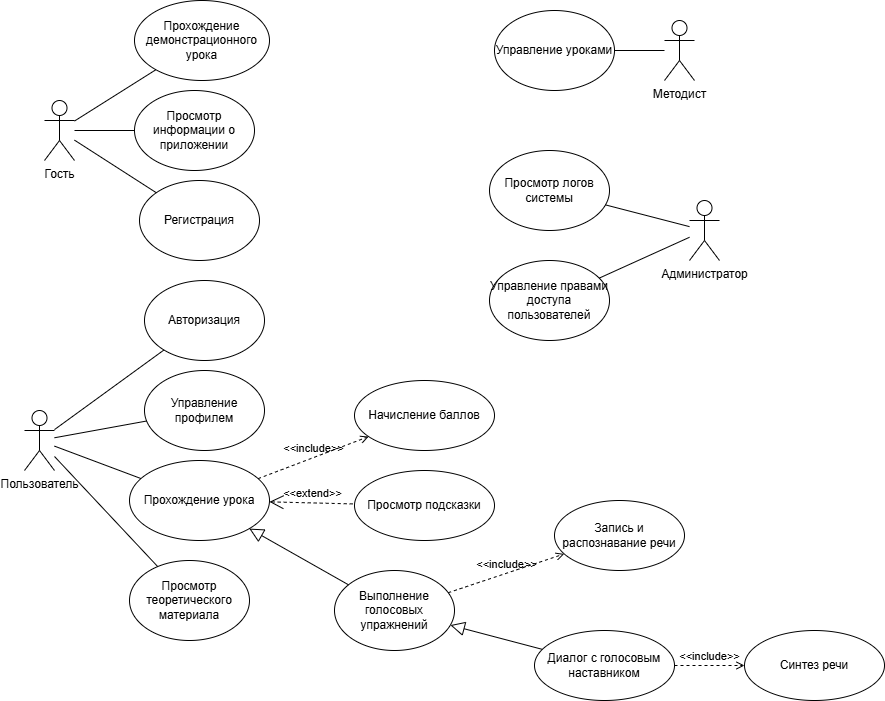 Прохождение
демонстрационного
урока
Просмотр
информации о
приложении
Регистрация
Гость
Управление уроками
Методист
Просмотр логов
системы
Управление правами
доступа
пользователей
Администратор
Авторизация
Управление
профилем
Пользователь
Прохождение урока
Просмотр
теоретического
материала
<<include>>
Начисление баллов
<<extend>>
Просмотр подсказки
Выполнение
голосовых
упражнений
<<include>>
Запись и
распознавание речи
Диалог с голосовым
наставником
<<include>>
Синтез речи